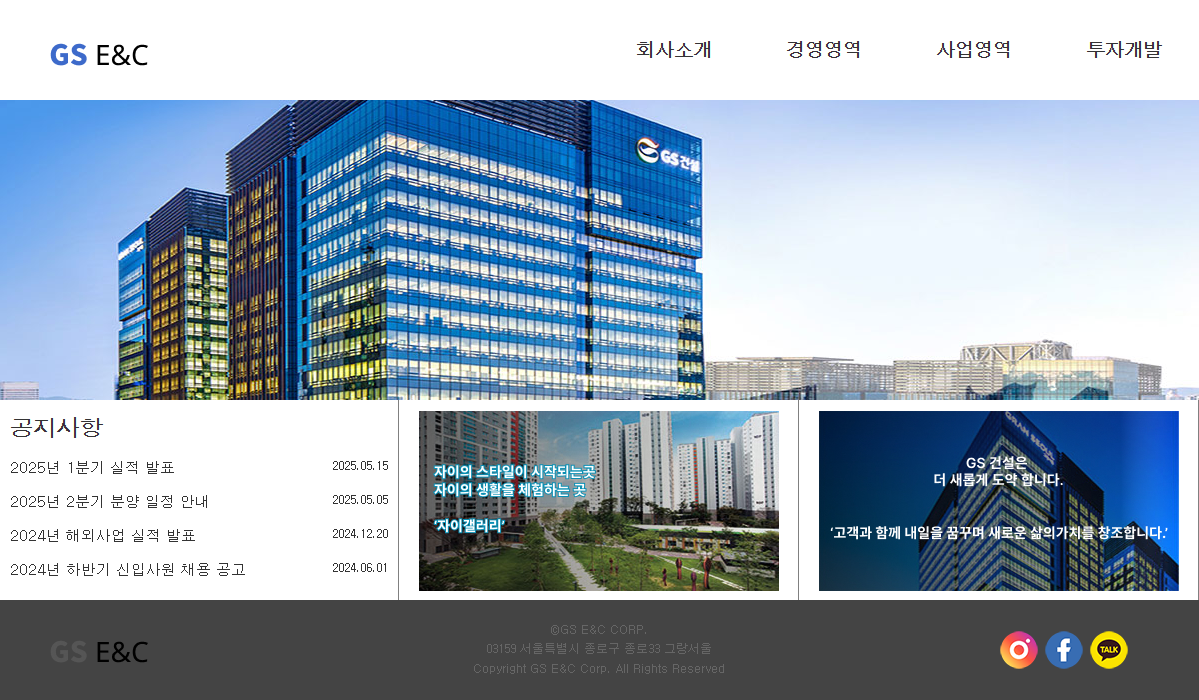 GS E&C
회사소개 경영영역 사업영역 투자개발
GS건설
공지사항
2025년 1분기 실적 발표 2025.05.15
2025년 2분기 분양 일정 안내 2025.05.05
2024년 해외사업 실적 발표 2024.12.20
2024년 하반기 신입사원 채용 공고 2024.06.01
자이의 스타일이 시작되는곳
자이의 생활을 체험하는 곳
'자이갤러리'
GRAN SEOUL
GS 건설은
더 새롭게 도약 합니다.
‘고객과 함께 내일을 꿈꾸며 새로운 삶의가치를 창조합니다.’
GS E&C
©GS E&C CORP.
03159 서울특별시 종로구 종로33 그랑서울
Copyright GS E&C Corp. All Rights Reserved
TALK